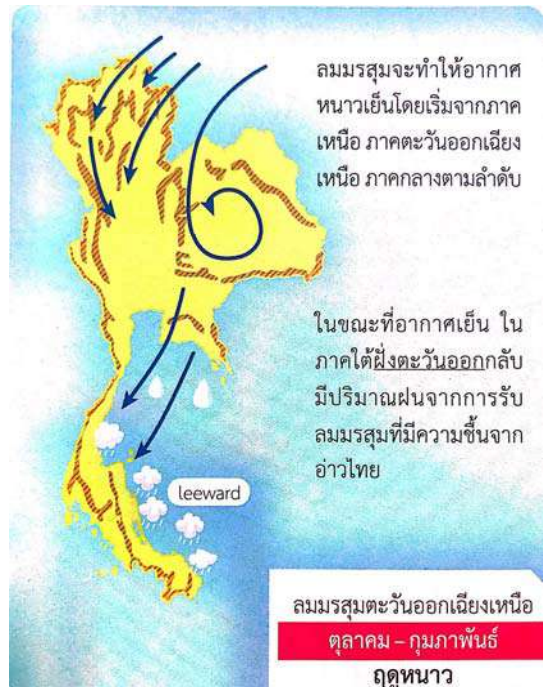 ลมมรสุมจะทำให้อากาศ
หนาวเย็นโดยเริ่มจากภาค
เหนือ ภาคตะวันออกเฉียง
เหนือ ภาคกลางตามลำดับ
ในขณะที่อากาศเย็น ใน
ภาคใต้ฝั่งตะวันออกกลับ
มีปริมาณฝนจากการรับ
ลมมรสุมที่มีความชื้นจาก
อ่าวไทย
leeward
ลมมรสุมตะวันออกเฉียงเหนือ
ตุลาคม – กุมภาพันธ์
ฤดูหนาว